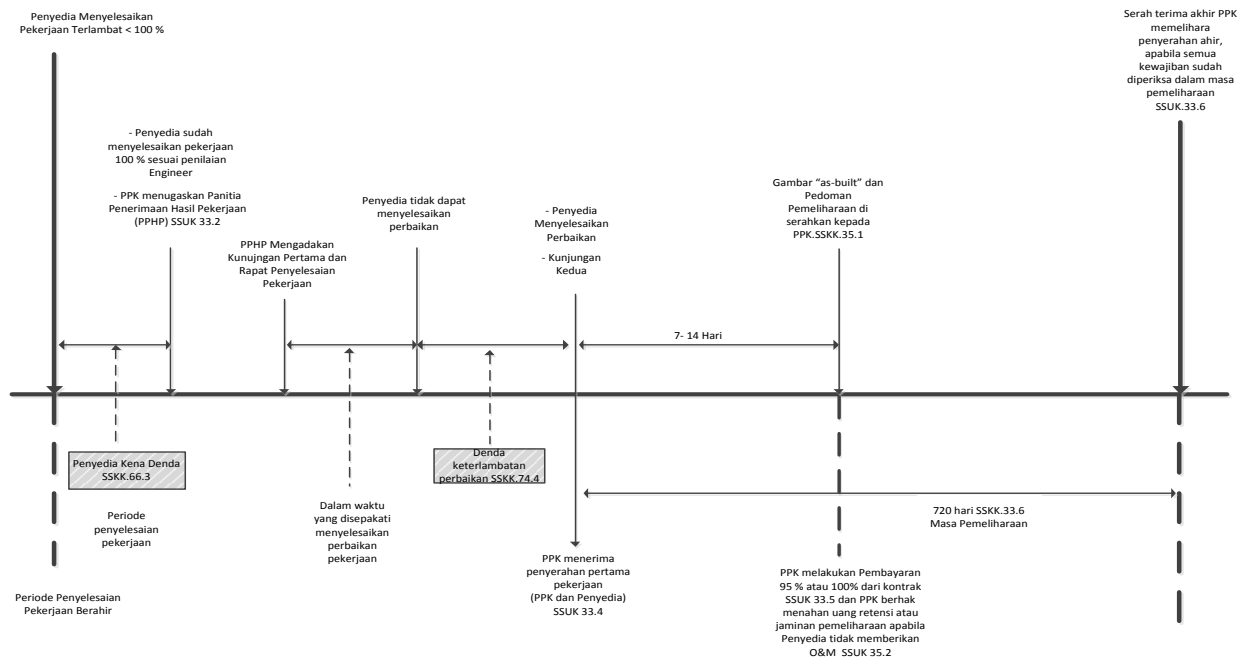 Penyedia Menyelesaikan
Pekerjaan Terlambat < 100 %
Serah terima akhir PPK
memelihara
penyerahan ahir,
apabila semua
kewajiban sudah
diperiksa dalam masa
pemeliharaan
SSUK.33.6
- Penyedia sudah
menyelesaikan pekerjaan
100 % sesuai penilaian
Engineer
- PPK menugaskan Panitia
Penerimaan Hasil Pekerjaan
(PPHP) SSUK 33.2
PPHP Mengadakan
Kunujngan Pertama dan
Rapat Penyelesaian
Pekerjaan
Penyedia tidak dapat
menyelesaikan
perbaikan
- Penyedia
Menyelesaikan
Perbaikan
- Kunjungan
Kedua
Gambar “as-built” dan
Pedoman
Pemeliharaan di
serahkan kepada
PPK.SSKK.35.1
7- 14 Hari
Penyedia Kena Denda
SSKK.66.3
Denda
keterlambatan
perbaikan SSKK.74.4
Periode
penyelesaian
pekerjaan
Dalam waktu
yang disepakati
menyelesaikan
perbaikan
pekerjaan
720 hari SSKK.33.6
Masa Pemeliharaan
Periode Penyelesaian
Pekerjaan Berahir
PPK menerima
penyerahan pertama
pekerjaan
(PPK dan Penyedia)
SSUK 33.4
PPK melakukan Pembayaran
95 % atau 100% dari kontrak
SSUK 33.5 dan PPK berhak
menahan uang retensi atau
jaminan pemeliharaan apabila
Penyedia tidak memberikan
O&M SSUK 35.2